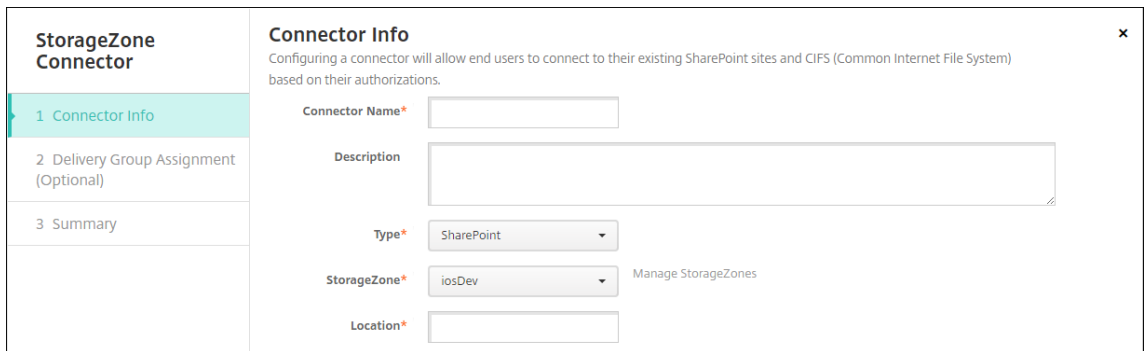 StorageZone
Connector
1 Connector Info
2 Delivery Group Assignment
(Optional)
3 Summary
Connector Info
×
Configuring a connector will allow end users to connect to their existing SharePoint sites and CIFS (Common Internet File System)
based on their authorizations.
Connector Name*
Description
Type* SharePoint
StorageZone* iosDev Manage StorageZones
Location*